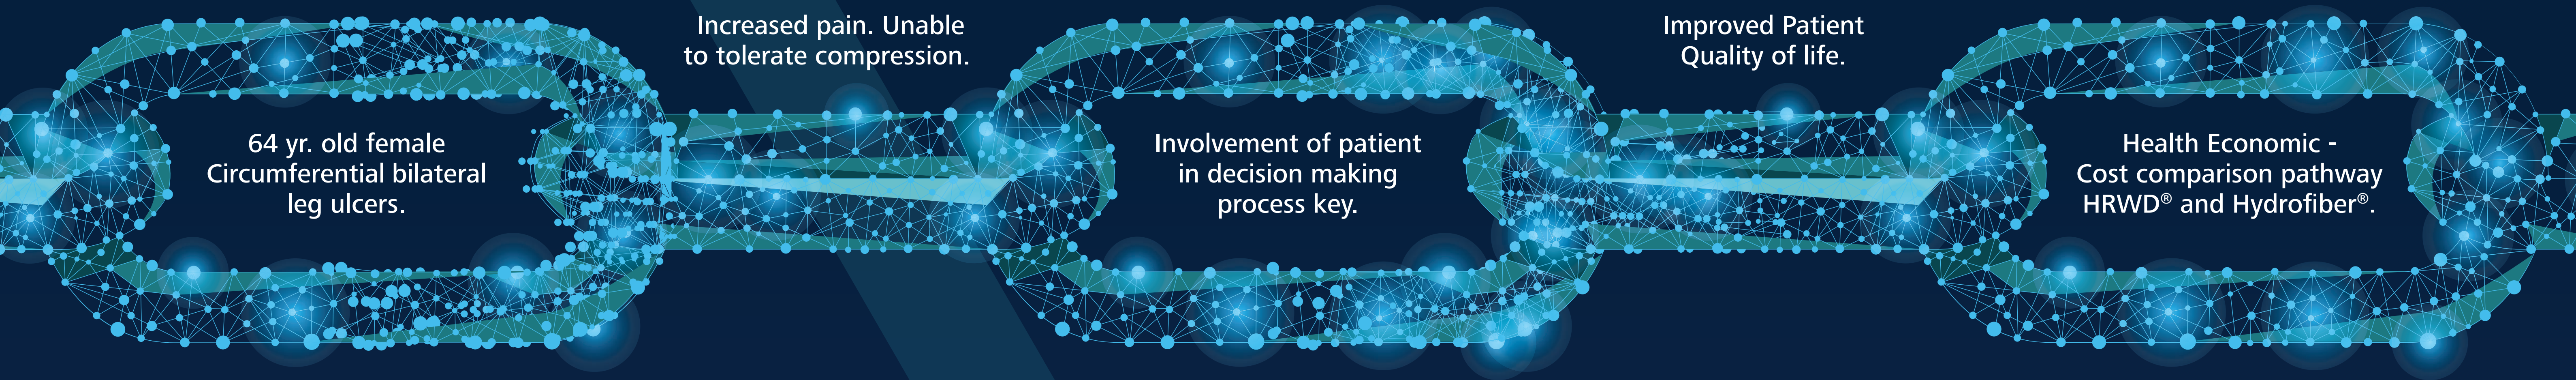 64 yr. old female
Circumferential bilateral
leg ulcers.
Increased pain. Unable
to tolerate compression.
Involvement of patient
in decision making
process key.
Improved Patient
Quality of life.
Health Economic -
Cost comparison pathway
HRWD® and Hydrofiber®.